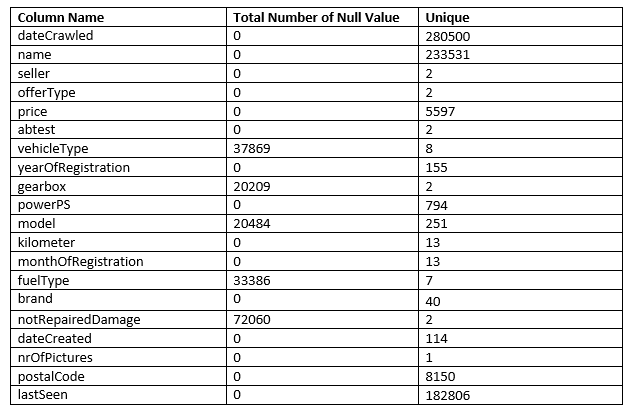 Column Name Total Number of Null Value Unique
dateCrawled 0 280500
name 0 233531
seller 0 2
offerType 0 2
price 0 5597
abtest 0 2
vehicleType 37869 8
yearOfRegistration 0 155
gearbox 20209 2
powerPS 0 794
model 20484 251
kilometer 0 13
monthOfRegistration 0 13
fuelType 33386 7
brand 0 40
notRepairedDamage 72060 2
dateCreated 0 114
nrOfPictures 0 1
postalCode 0 8150
lastSeen 0 182806